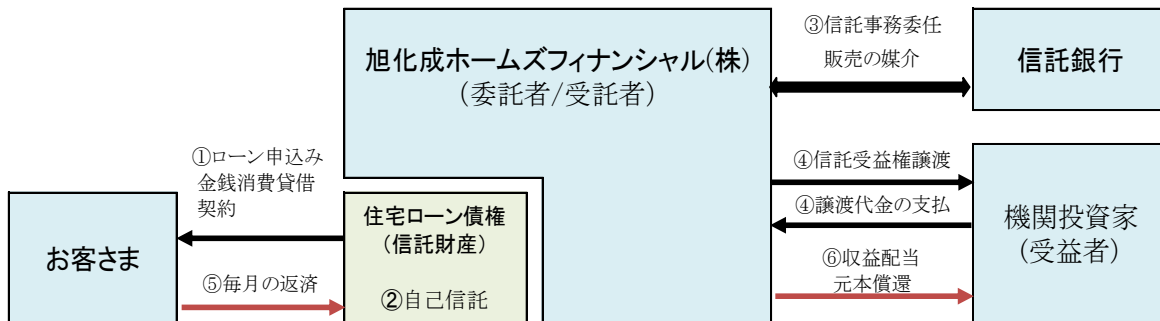 旭化成ホームズフィナンシャル(株)
(委託者/受託者)
③信託事務委任
販売の媒介
信託銀行
①ローン申込み
金銭消費貸借
契約
お客さま
⑤毎月の返済
住宅ローン債権
(信託財産)
②自己信託
④信託受益権譲渡
④譲渡代金の支払
⑥収益配当
元本償還
機関投資家
(受益者)